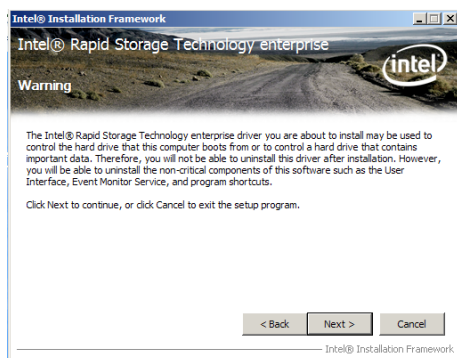 Intel® Installation Framework
Intel® Rapid Storage Technology enterprise
intel
Warning
The Intel® Rapid Storage Technology enterprise driver you are about to install may be used to
control the hard drive that this computer boots from or to control a hard drive that contains
important data. Therefore, you will not be able to uninstall this driver after installation. However,
you will be able to uninstall the non-critical components of this software such as the User
Interface, Event Monitor Service, and program shortcuts.
Click Next to continue, or click Cancel to exit the setup program.
< Back Next > Cancel
Intel® Installation Framework